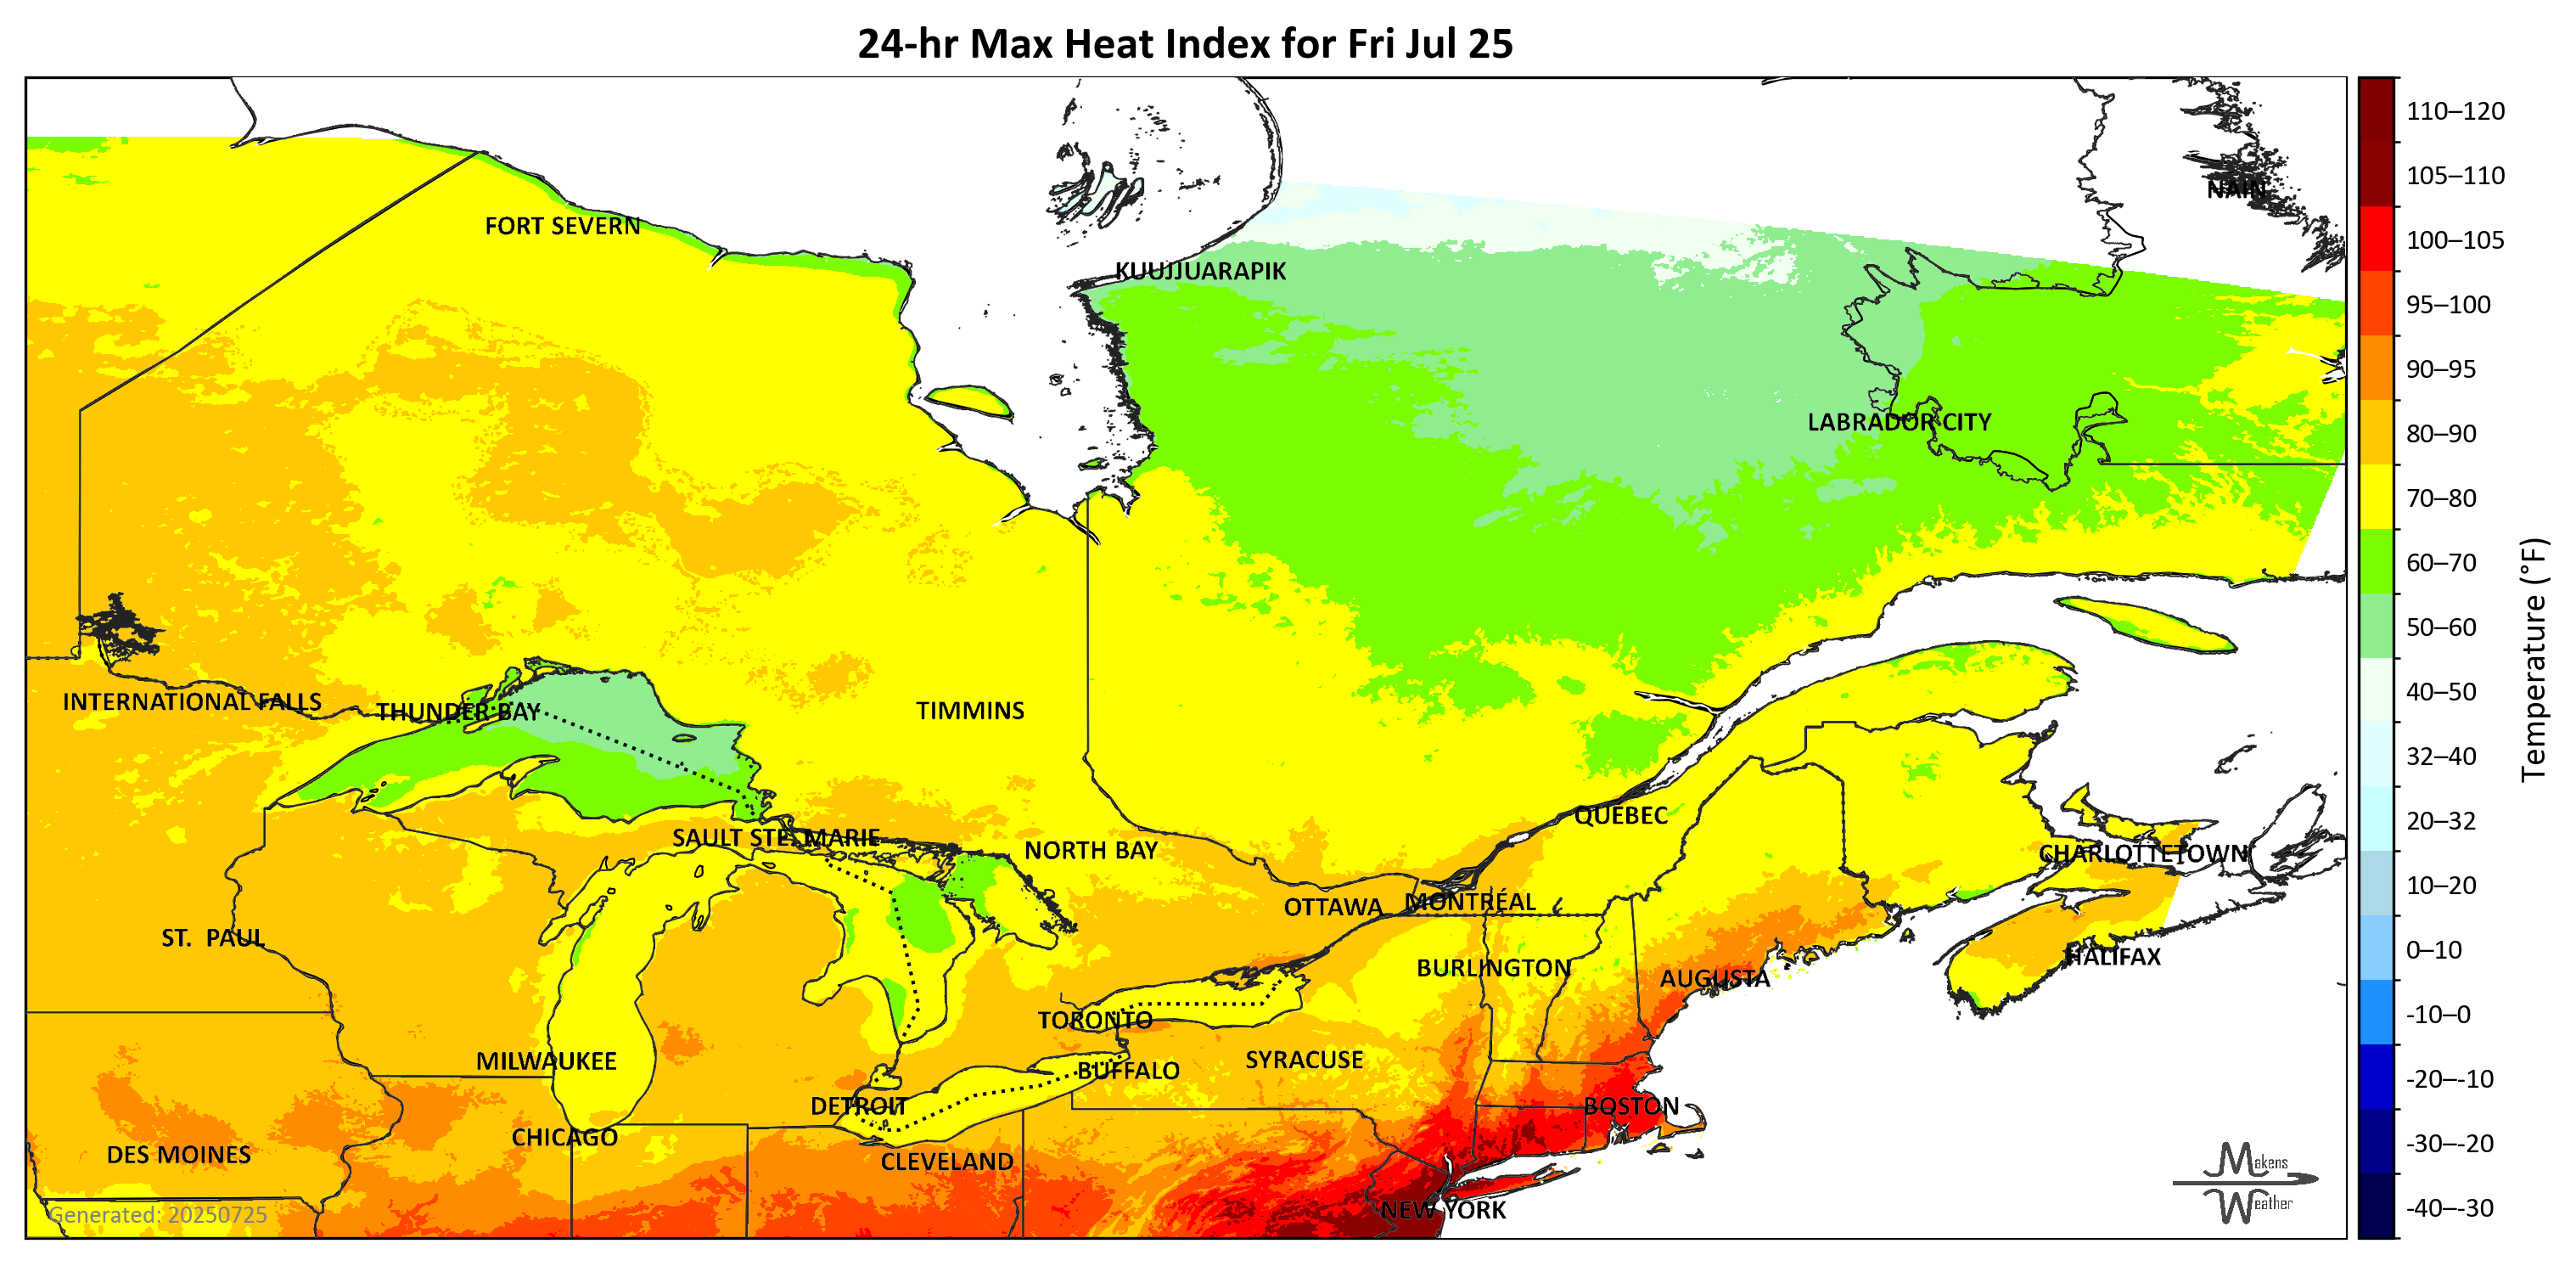 24-hr Max Heat Index for Fri Jul 25
NAIN
FORT SEVERN
KUUJJUARAPIK
LABRADOR CITY
INTERNATIONAL FALLS
THUNDER BAY
TIMMINS
QUÉBEC
SAULT STE. MARIE
NORTH BAY
CHARLOTTETOWN
OTTAWA
MONTRÉAL
ST. PAUL
HALIFAX
BURLINGTON
AUGUSTA
TORONTO
MILWAUKEE
SYRACUSE
BUFFALO
DETROIT
BOSTON
CHICAGO
DES MOINES
CLEVELAND
NEW YORK
Generated: 20250725
Makens
Weather
110–120
105–110
100–105
95–100
90–95
80–90
70–80
60–70
50–60
40–50
32–40
20–32
10–20
0–10
-10–0
-20–-10
-30–-20
-40–-30
Temperature (°F)